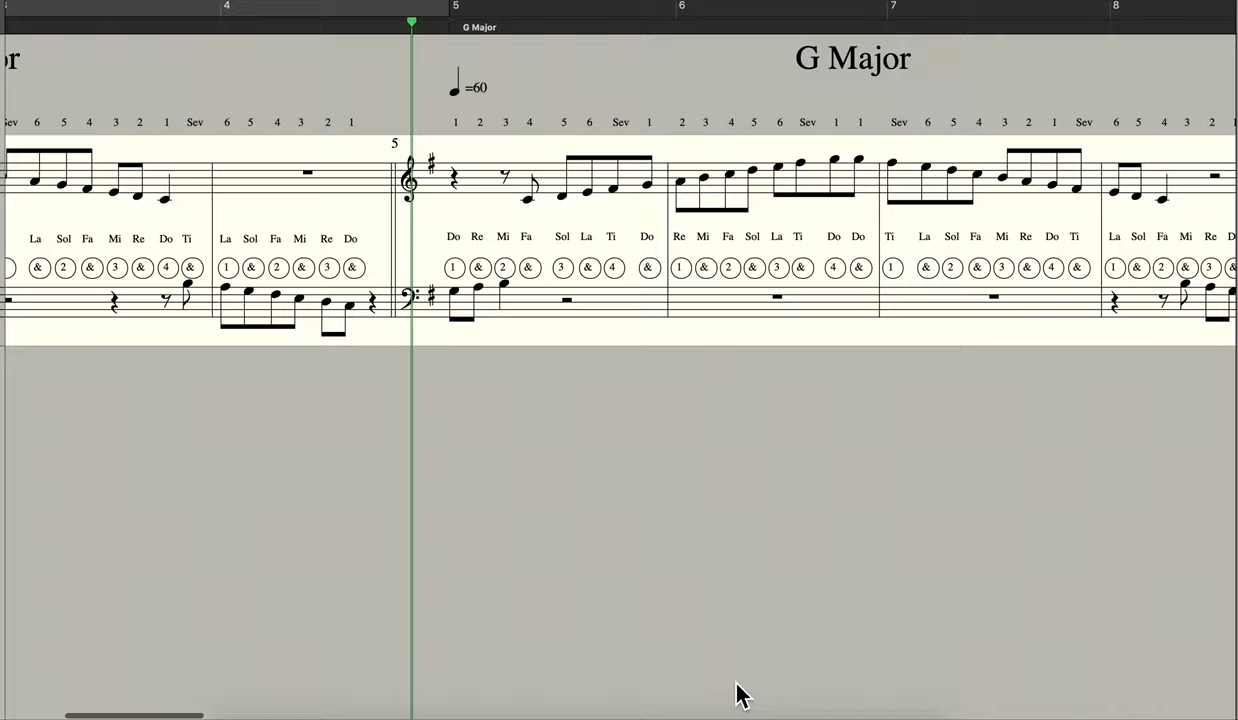 4 5 6 7 8
G Major
or G Major
=60
6 5 4 3 2 1 Sev 6 5 4 3 2 1 1 2 3 4 5 6 Sev 1 2 3 4 5 6 Sev 1 1 Sev 6 5 4 3 2 1 Sev 6 5 4 3 2
5
La Sol Fa Mi Re Do Ti La Sol Fa Mi Re Do Do Re Mi Fa Sol La Ti Do Re Mi Fa Sol La Ti Do Do Ti La Sol Fa Mi Re Do Ti La Sol Fa Mi Re
& 2 & 3 & 4 & 1 & 2 & 3 & 1 & 2 & 3 & 4 & 1 & 2 & 3 & 4 & 1 & 2 & 3 & 4 & 1 & 2 & 3 &